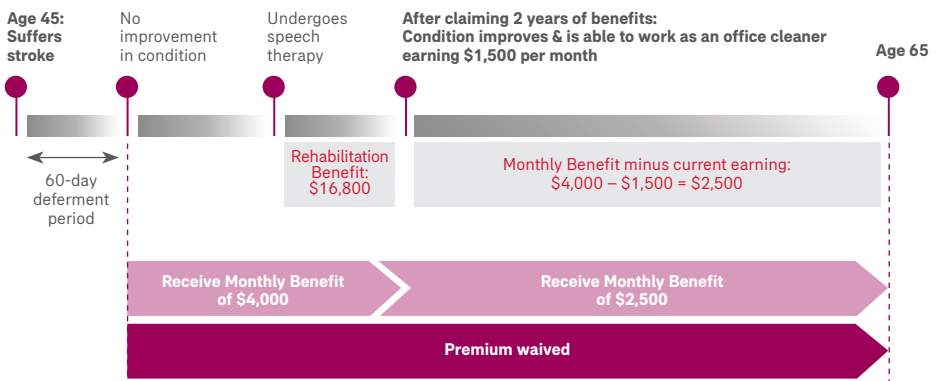 Age 45:
Suffers
stroke
No
improvement
in condition
Undergoes
speech
therapy
After claiming 2 years of benefits:
Condition improves & is able to work as an office cleaner
earning $1,500 per month
Age 65
60-day
deferment
period
Rehabilitation
Benefit:
$16,800
Monthly Benefit minus current earning:
$4,000 – $1,500 = $2,500
Receive Monthly Benefit
of $4,000
Receive Monthly Benefit
of $2,500
Premium waived